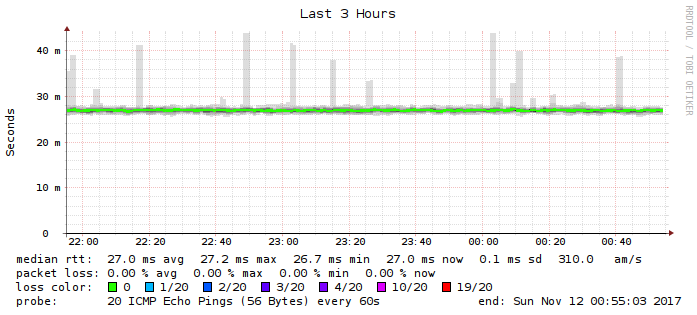 Last 3 Hours
RRDTOOL / TOBI OETIKER
40 m
30 m
20 m
10 m
0
Seconds
22:00 22:20 22:40 23:00 23:20 23:40 00:00 00:20 00:40
median rtt: 27.0 ms avg 27.2 ms max 26.7 ms min 27.0 ms now 0.1 ms sd 310.0 am/s
packet loss: 0.00 % avg 0.00 % max 0.00 % min 0.00 % now
loss color: 0 1/20 2/20 3/20 4/20 10/20 19/20
probe: 20 ICMP Echo Pings (56 Bytes) every 60s end: Sun Nov 12 00:55:03 2017